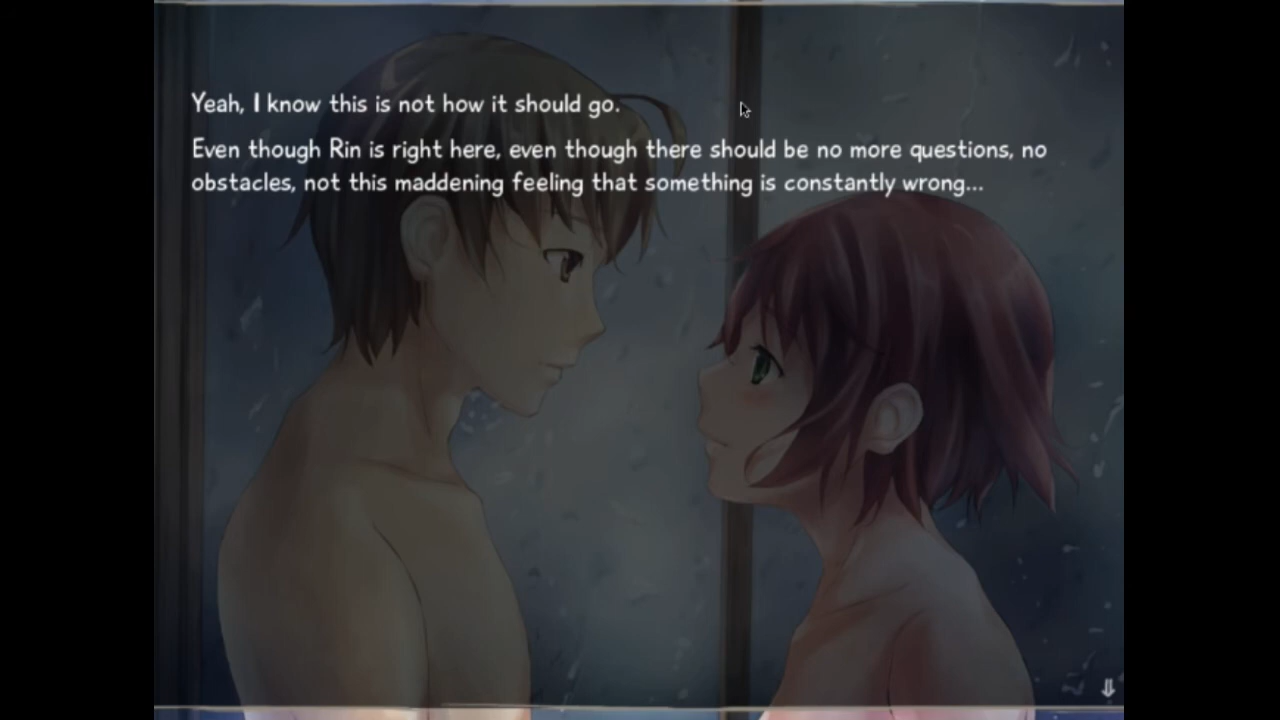 Yeah, I know this is not how it should go.
Even though Rin is right here, even though there should be no more questions, no
obstacles, not this maddening feeling that something is constantly wrong...